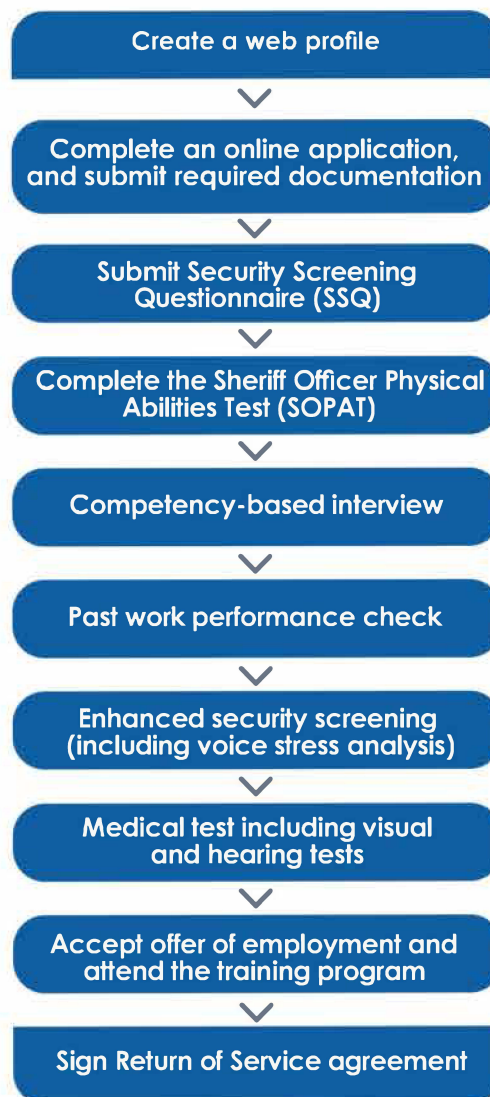 Create a web profile
Complete an online application,
and submit required documentation
Submit Security Screening
Questionnaire (SSQ)
Complete the Sheriff Officer Physical
Abilities Test (SOPAT)
Competency-based interview
Past work performance check
Enhanced security screening
(including voice stress analysis)
Medical test including visual
and hearing tests
Accept offer of employment and
attend the training program
Sign Return of Service agreement